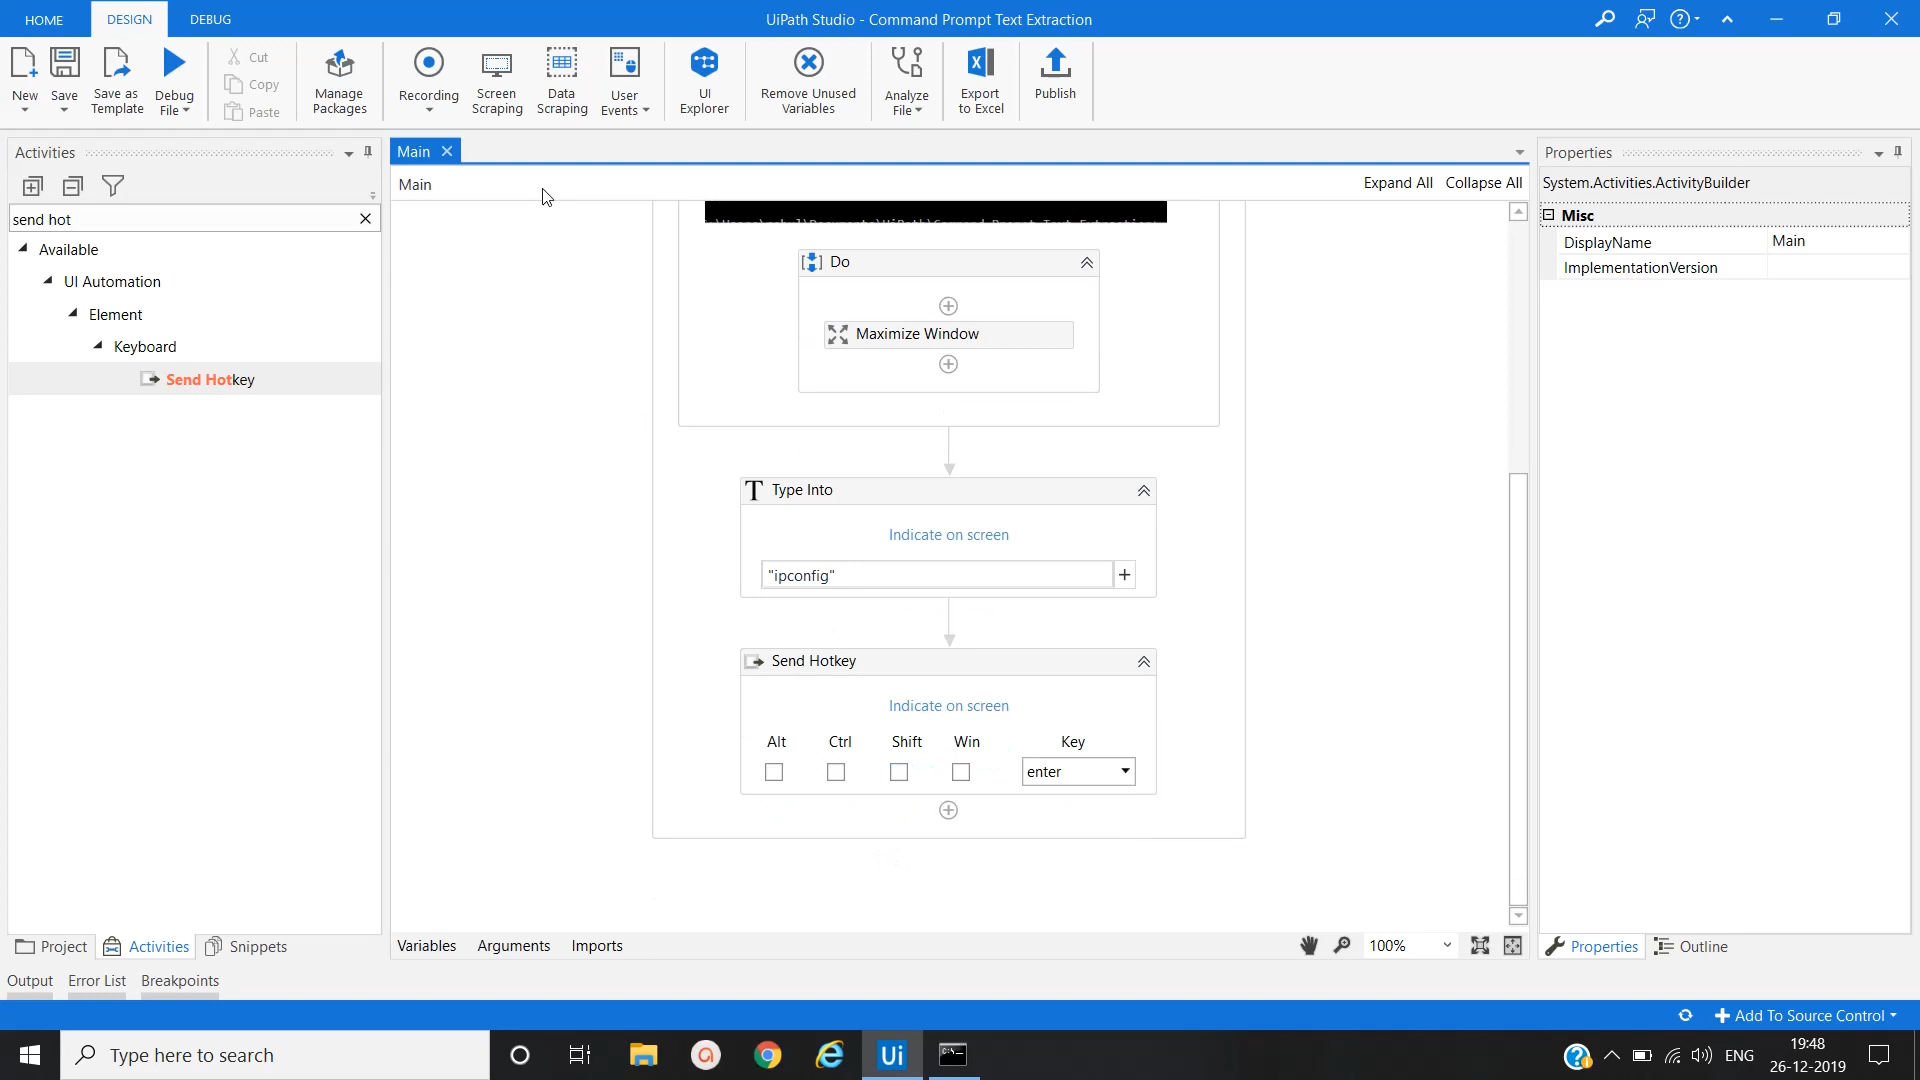 HOME
DESIGN
DEBUG
UiPath Studio - Command Prompt Text Extraction
New
Save
Save as Template
Debug File
Cut
Copy
Paste
Manage Packages
Recording
Screen Scraping
Data Scraping
User Events
UI Explorer
Remove Unused Variables
Analyze File
Export to Excel
Publish
Activities
send hot
Available
UI Automation
Element
Keyboard
Send Hotkey
Main
Main
Expand All Collapse All
Do
Maximize Window
Type Into
Indicate on screen
"ipconfig"
Send Hotkey
Indicate on screen
Alt Ctrl Shift Win Key
enter
Properties
System.Activities.ActivityBuilder
Misc
DisplayName Main
ImplementationVersion
Project
Activities
Snippets
Variables
Arguments
Imports
100%
Properties
Outline
Output
Error List
Breakpoints
Add To Source Control
Type here to search
Ui
ENG
19:48
26-12-2019